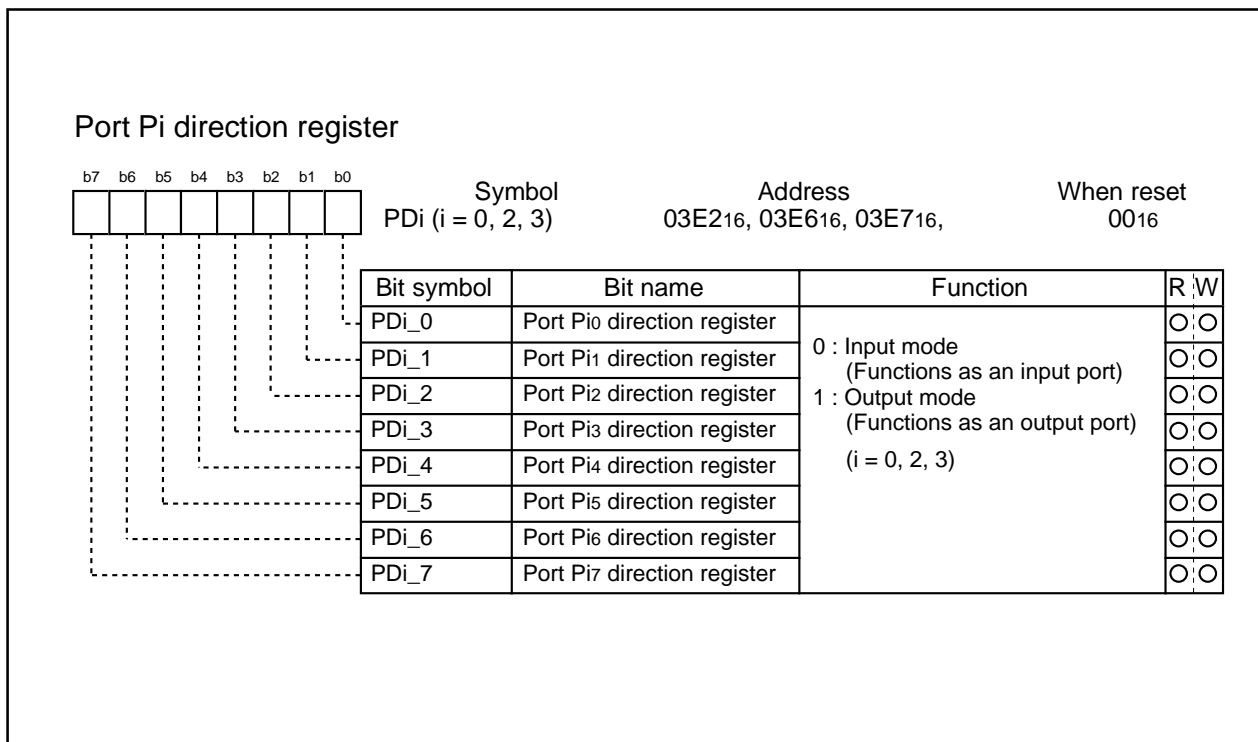 Port Pi direction register
b7 b6 b5 b4 b3 b2 b1 b0
Symbol Address When reset
PDi (i = 0, 2, 3) 03E216, 03E616, 03E716, 0016
Bit symbol Bit name Function R W
PDi_0 Port Pi0 direction register
PDi_1 Port Pi1 direction register
PDi_2 Port Pi2 direction register
PDi_3 Port Pi3 direction register
PDi_4 Port Pi4 direction register
PDi_5 Port Pi5 direction register
PDi_6 Port Pi6 direction register
PDi_7 Port Pi7 direction register
0 : Input mode
(Functions as an input port)
1 : Output mode
(Functions as an output port)
(i = 0, 2, 3)